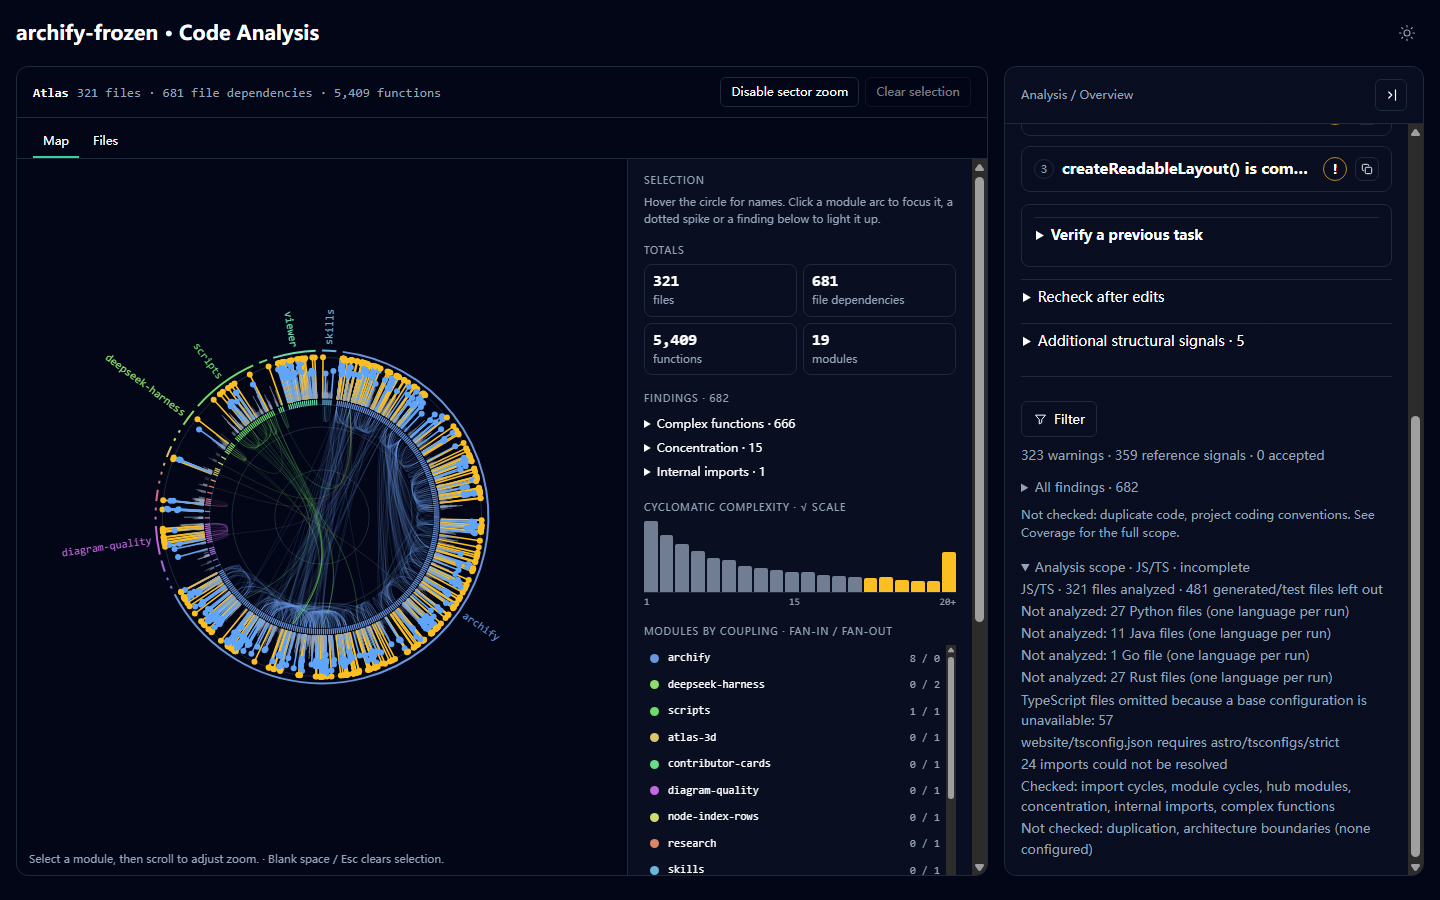 archify-frozen • Code Analysis
Atlas 321 files · 681 file dependencies · 5,409 functions
Disable sector zoom
Clear selection
Map
Files
viewer
skills
scripts
deepseek-harness
diagram-quality
archify
Select a module, then scroll to adjust zoom. · Blank space / Esc clears selection.
SELECTION
Hover the circle for names. Click a module arc to focus it, a
dotted spike or a finding below to light it up.
TOTALS
321
files
681
file dependencies
5,409
functions
19
modules
FINDINGS · 682
Complex functions · 666
Concentration · 15
Internal imports · 1
CYCLOMATIC COMPLEXITY · √ SCALE
1
15
20+
MODULES BY COUPLING · FAN-IN / FAN-OUT
archify 8 / 0
deepseek-harness 0 / 2
scripts 1 / 1
atlas-3d 0 / 1
contributor-cards 0 / 1
diagram-quality 0 / 1
node-index-rows 0 / 1
research 0 / 1
skills 0 / 1
Analysis / Overview
3 createReadableLayout() is com... !
Verify a previous task
Recheck after edits
Additional structural signals · 5
Filter
323 warnings · 359 reference signals · 0 accepted
All findings · 682
Not checked: duplicate code, project coding conventions. See
Coverage for the full scope.
Analysis scope · JS/TS · incomplete
JS/TS · 321 files analyzed · 481 generated/test files left out
Not analyzed: 27 Python files (one language per run)
Not analyzed: 11 Java files (one language per run)
Not analyzed: 1 Go file (one language per run)
Not analyzed: 27 Rust files (one language per run)
TypeScript files omitted because a base configuration is
unavailable: 57
website/tsconfig.json requires astro/tsconfigs/strict
24 imports could not be resolved
Checked: import cycles, module cycles, hub modules,
concentration, internal imports, complex functions
Not checked: duplication, architecture boundaries (none
configured)